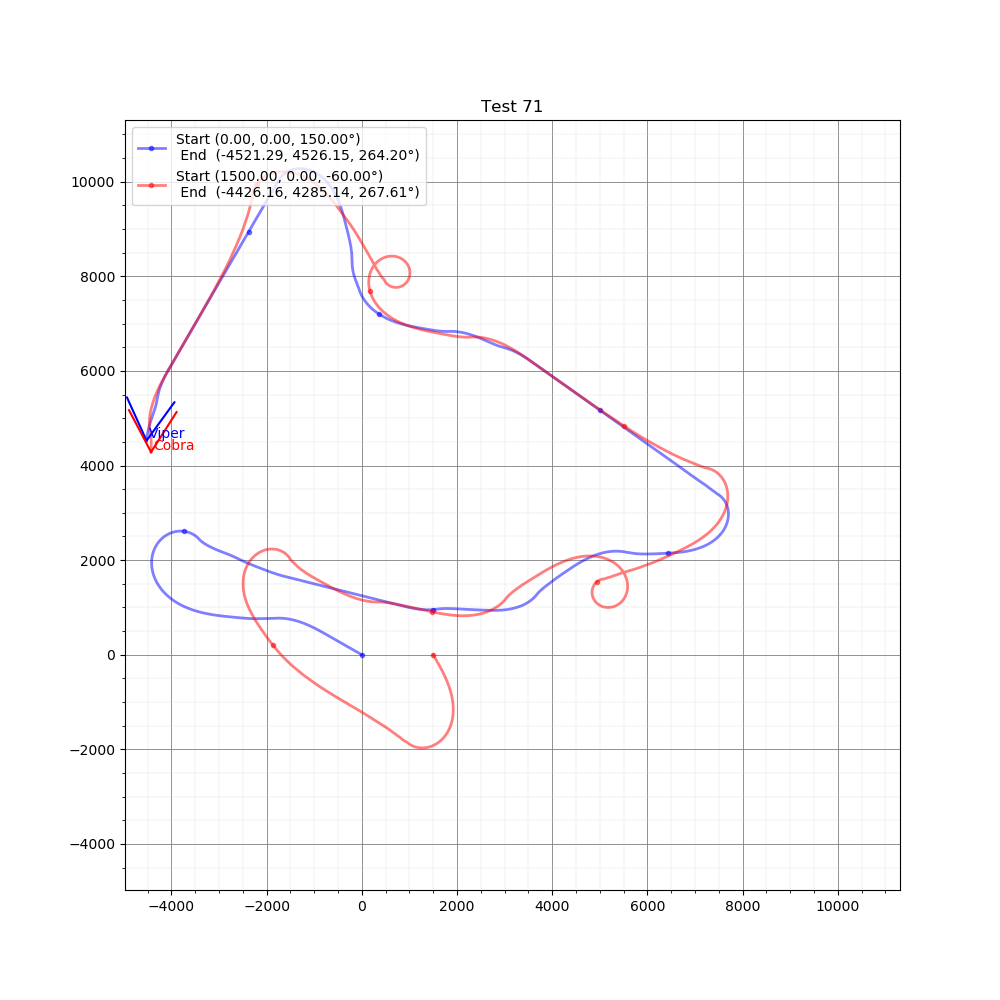 Test 71
Start (0.00, 0.00, 150.00°)
End (-4521.29, 4526.15, 264.20°)
Start (1500.00, 0.00, -60.00°)
End (-4426.16, 4285.14, 267.61°)
10000
8000
6000
Viper
Cobra
4000
2000
0
−2000
−4000
−4000 −2000 0 2000 4000 6000 8000 10000